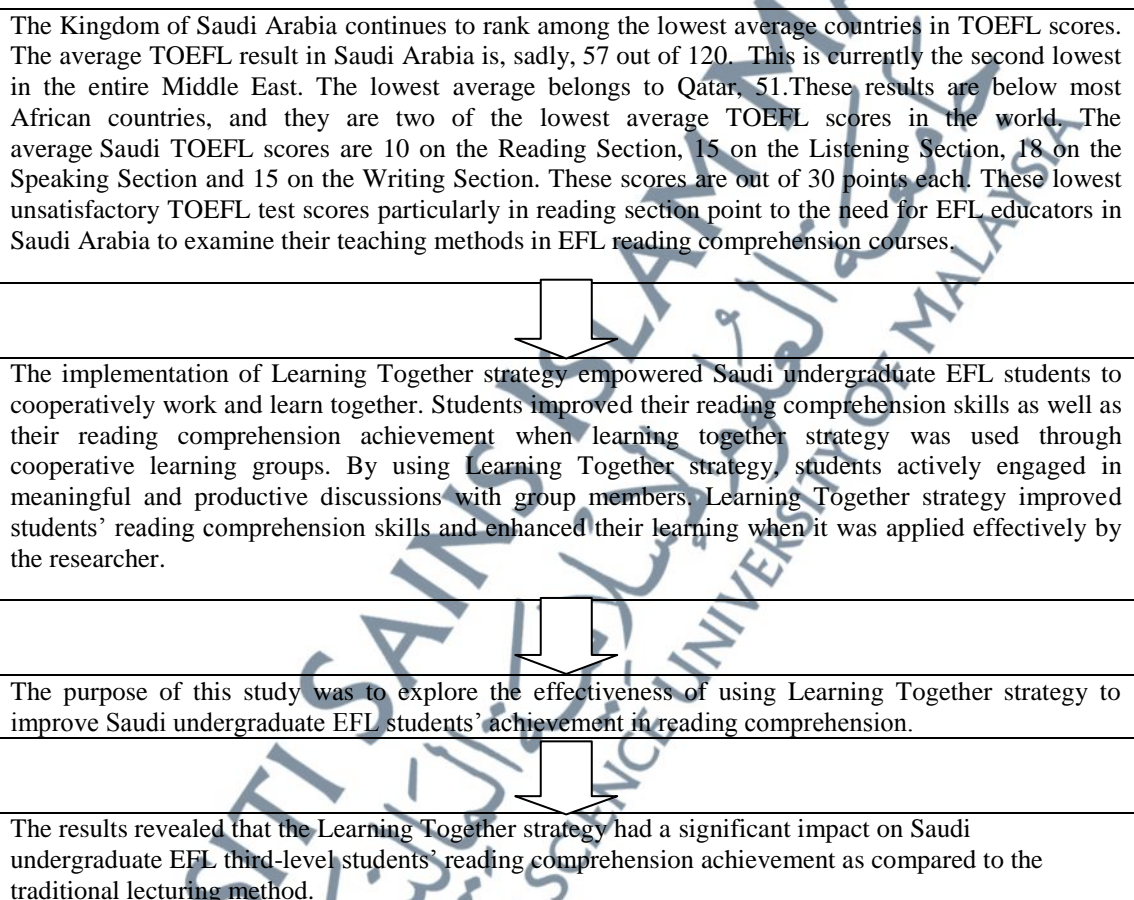 The Kingdom of Saudi Arabia continues to rank among the lowest average countries in TOEFL scores.
The average TOEFL result in Saudi Arabia is, sadly, 57 out of 120. This is currently the second lowest
in the entire Middle East. The lowest average belongs to Qatar, 51.These results are below most
African countries, and they are two of the lowest average TOEFL scores in the world. The
average Saudi TOEFL scores are 10 on the Reading Section, 15 on the Listening Section, 18 on the
Speaking Section and 15 on the Writing Section. These scores are out of 30 points each. These lowest
unsatisfactory TOEFL test scores particularly in reading section point to the need for EFL educators in
Saudi Arabia to examine their teaching methods in EFL reading comprehension courses.
The implementation of Learning Together strategy empowered Saudi undergraduate EFL students to
cooperatively work and learn together. Students improved their reading comprehension skills as well as
their reading comprehension achievement when learning together strategy was used through
cooperative learning groups. By using Learning Together strategy, students actively engaged in
meaningful and productive discussions with group members. Learning Together strategy improved
students’ reading comprehension skills and enhanced their learning when it was applied effectively by
the researcher.
The purpose of this study was to explore the effectiveness of using Learning Together strategy to
improve Saudi undergraduate EFL students’ achievement in reading comprehension.
The results revealed that the Learning Together strategy had a significant impact on Saudi
undergraduate EFL third-level students’ reading comprehension achievement as compared to the
traditional lecturing method.
SITI SAINS ISLAM M
SCIENCE UNIVERSITY OF MALAYSIA